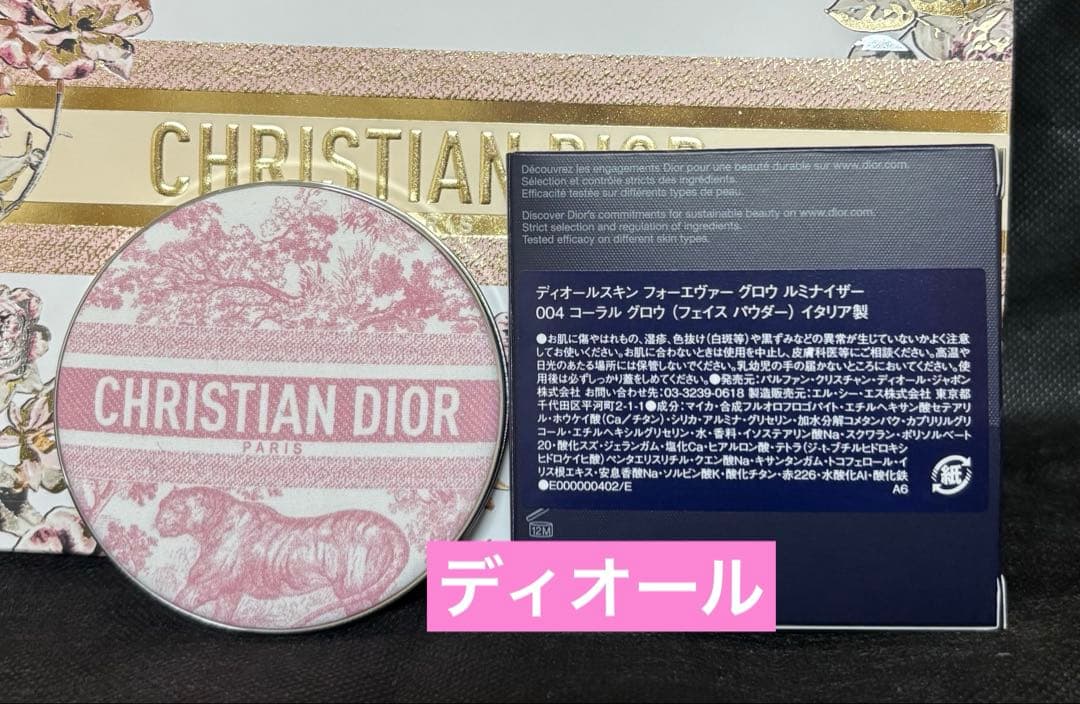 CHRISTIAN DIOR
CHRISTIAN DIOR
PARIS
Découvrez les engagements Dior pour une beauté durable sur www.dior.com.
Sélection et contrôle stricts des ingrédients.
Efficacité testée sur différents types de peau.
Discover Dior's commitments for sustainable beauty on www.dior.com.
Strict selection and regulation of ingredients.
Tested efficacy on different skin types.
ディオールスキン フォーエヴァー グロウ ルミナイザー
004 コーラル グロウ (フェイス パウダー) イタリア製
●お肌に傷やはれもの、湿疹、色抜け(白斑等)や黒ずみなどの異常が生じていないかよく注意
してお使いください。お肌に合わないときは使用を中止し、皮膚科医等にご相談ください。高温や
日光のあたる場所には保管しないでください。乳幼児の手の届かないところにおいてください。使
用後は必ずしっかり蓋をしめてください。●発売元:パルファン・クリスチャン・ディオール・ジャポン
株式会社 お問い合わせ先:03-3239-0618 製造販売元:エル・シー・エス株式会社 東京都
千代田区平河町2-1-1●成分:マイカ・合成フルオロフロゴパイト・エチルヘキサン酸セテアリ
ル・ホウケイ酸(Ca/チタン)・シリカ・アルミナ・グリセリン・加水分解コメタンパク・カプリリルグリ
コール・エチルヘキシルグリセリン・水・香料・イソステアリン酸Na・スクワラン・ポリソルベート
20・酸化スズ・ジェランガム・塩化Ca・ヒアルロン酸・テトラ(ジ-t-ブチルヒドロキシ
ヒドロケイヒ酸)ペンタエリスリチル・クエン酸Na・キサンタンガム・トコフェロール・イ
リス根エキス・安息香酸Na・ソルビン酸K・酸化チタン・赤226・水酸化Al・酸化鉄
●E000000402/E
A6
紙
12M
ディオール